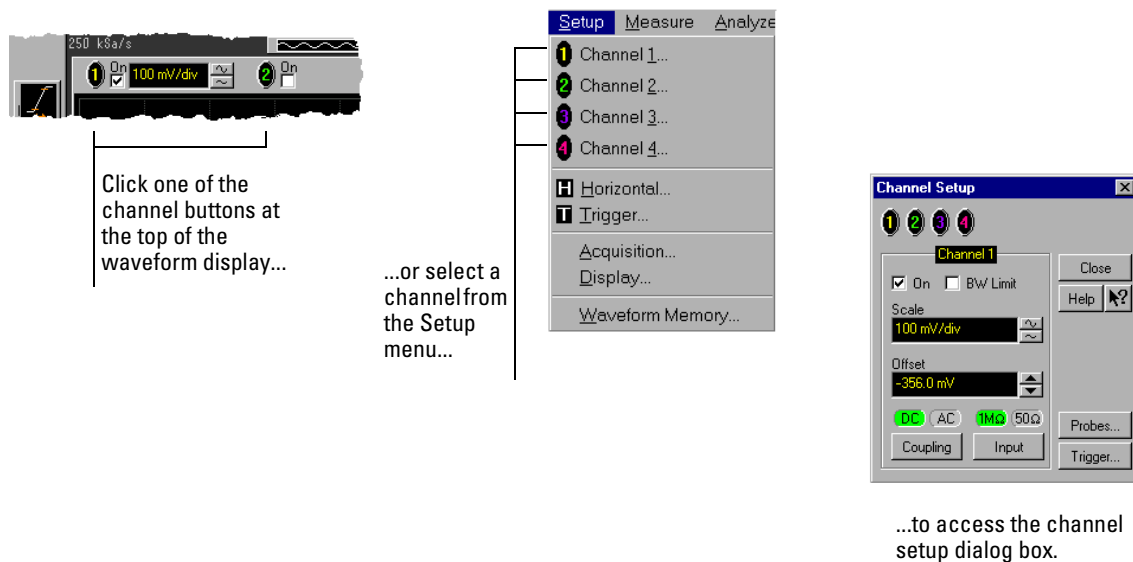 250 kSa/s
1 On 100 mV/div 2 On
Click one of the
channel buttons at
the top of the
waveform display...
Setup Measure Analyze
1 Channel 1...
2 Channel 2...
3 Channel 3...
4 Channel 4...
H Horizontal...
T Trigger...
Acquisition...
Display...
Waveform Memory...
...or select a
channel from
the Setup
menu...
Channel Setup
1 2 3 4
Channel 1
On BW Limit
Close
Help ?
Scale
100 mV/div
Offset
-356.0 mV
DC AC 1MΩ 50Ω
Coupling Input
Probes...
Trigger...
...to access the channel
setup dialog box.